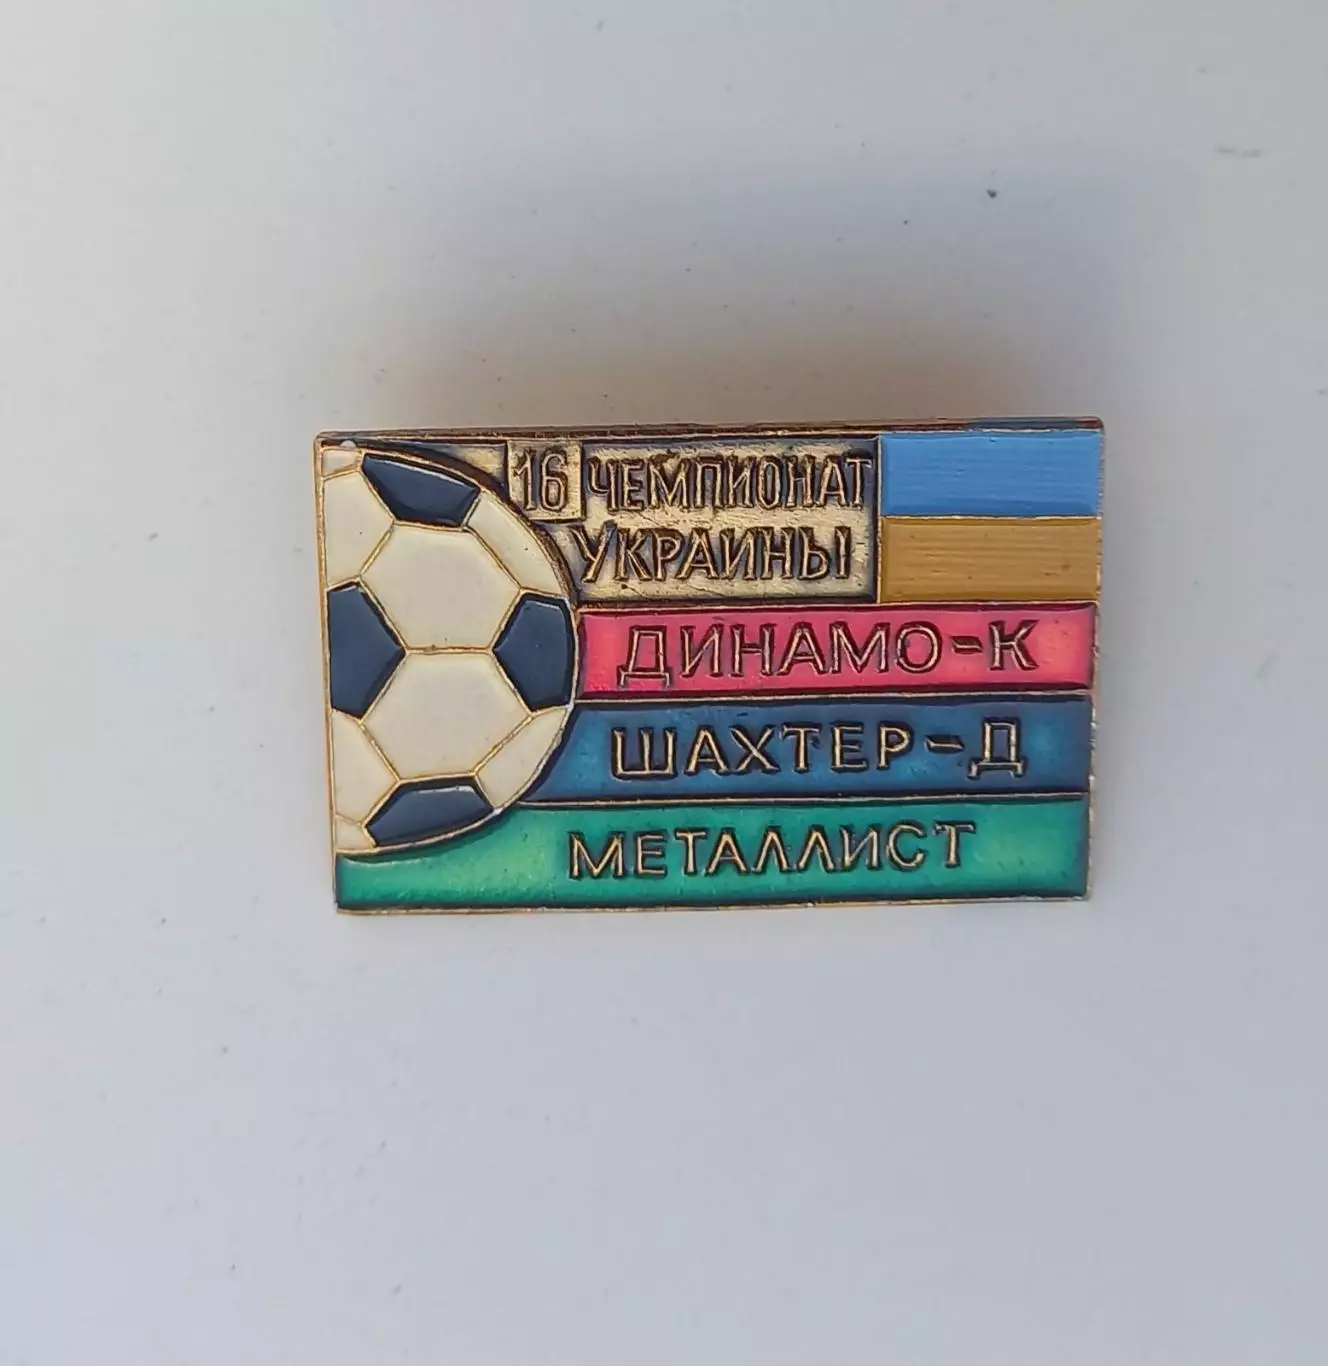 16 ЧЕМПИОНАТ
УКРАИНЫ
ДИНАМО-К
ШАХТЕР-Д
МЕТАЛЛИСТ